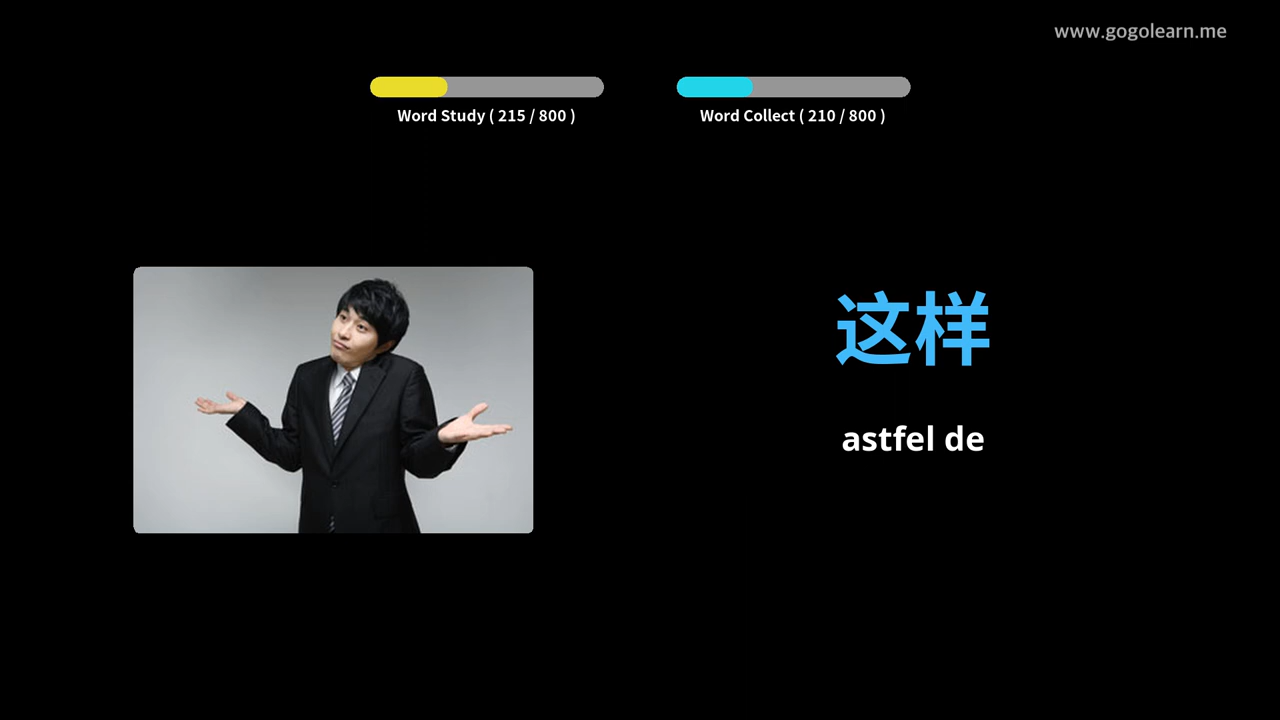 www.gogolearn.me
Word Study ( 215 / 800 )
Word Collect ( 210 / 800 )
这样
astfel de